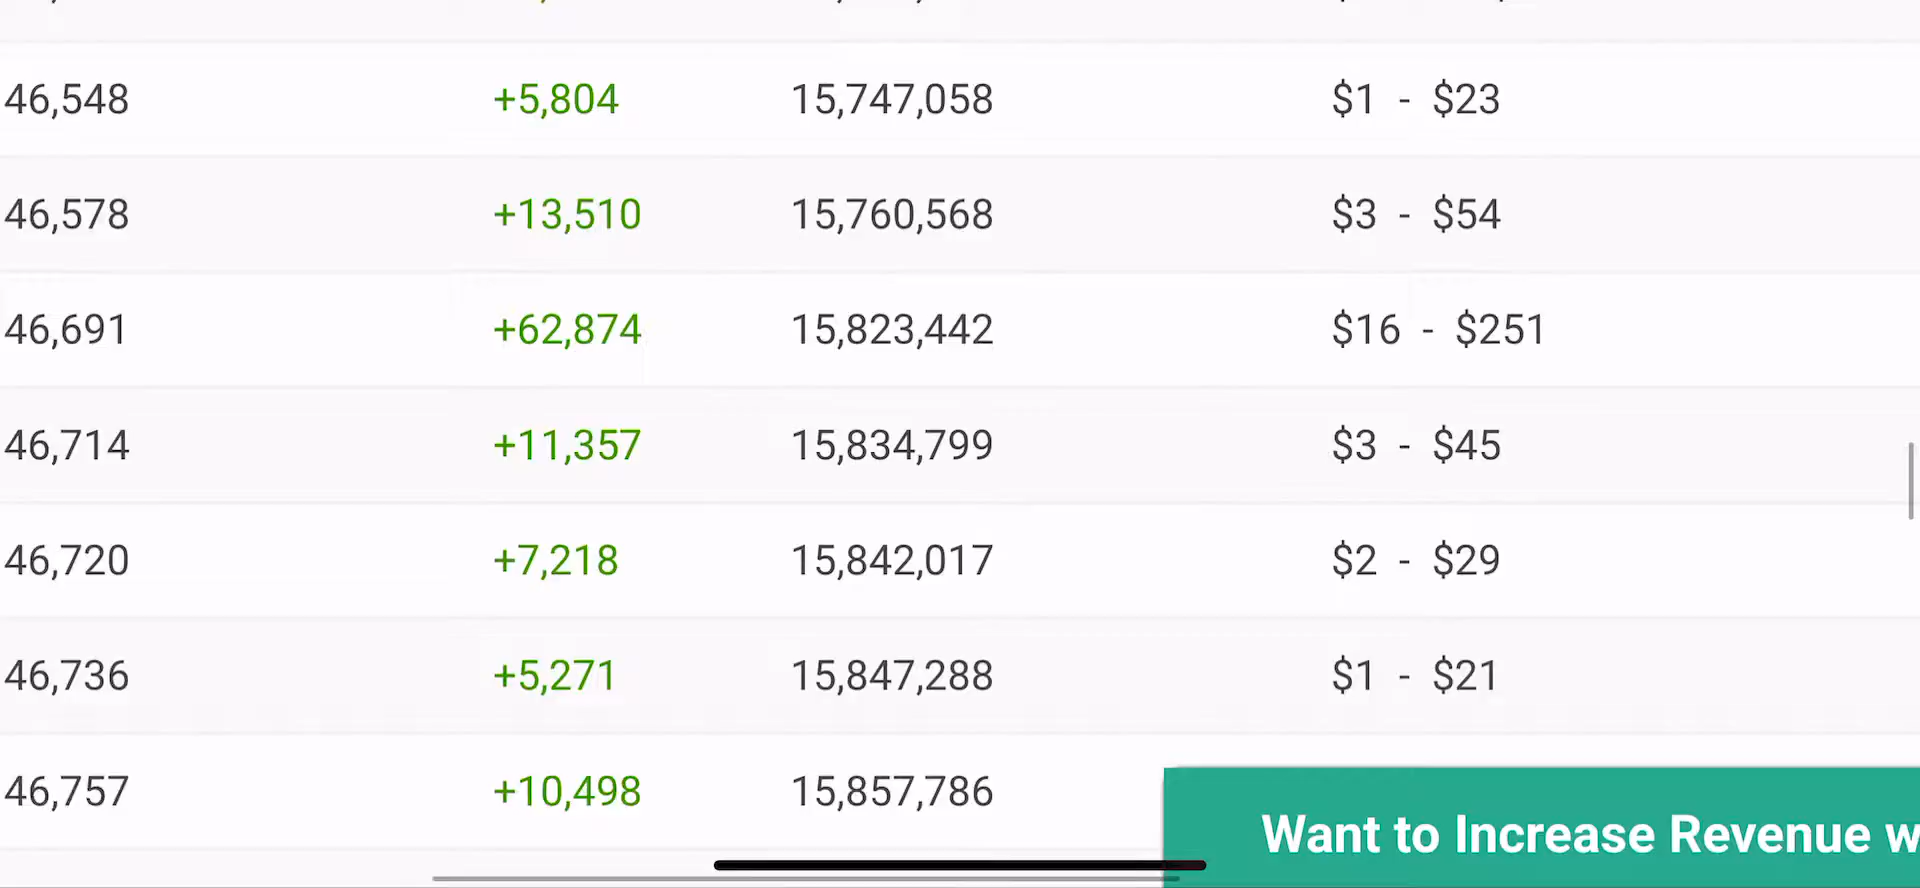 46,548 +5,804 15,747,058 $1 - $23
46,578 +13,510 15,760,568 $3 - $54
46,691 +62,874 15,823,442 $16 - $251
46,714 +11,357 15,834,799 $3 - $45
46,720 +7,218 15,842,017 $2 - $29
46,736 +5,271 15,847,288 $1 - $21
46,757 +10,498 15,857,786
Want to Increase Revenue w